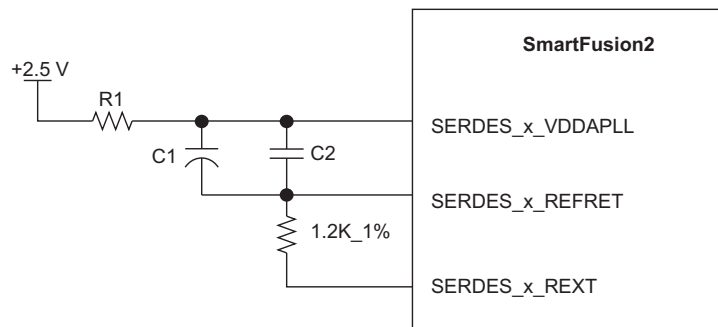 SmartFusion2
+2.5 V
R1
SERDES_x_VDDAPLL
C1
C2
SERDES_x_REFRET
1.2K_1%
SERDES_x_REXT